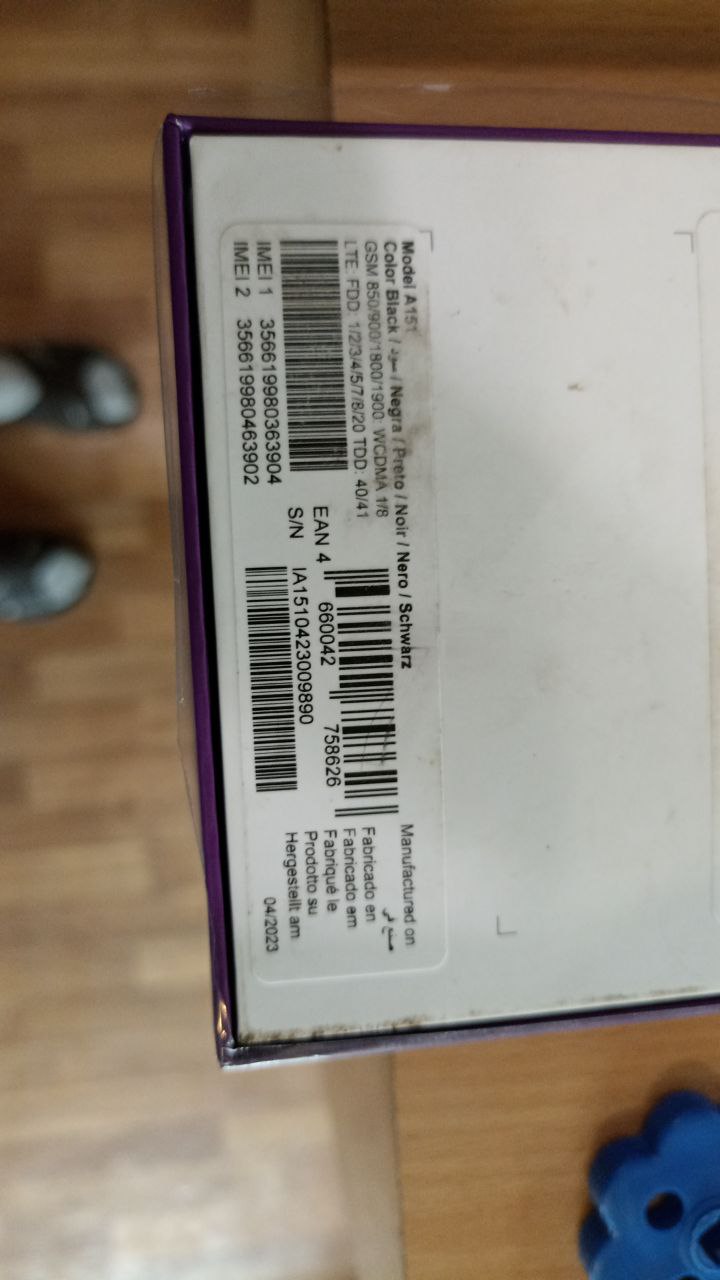 Model A151
Color Black / سود / Negra / Preto / Noir / Nero / Schwarz
GSM 850/900/1800/1900: WCDMA 1/8
LTE: FDD: 1/2/3/4/5/7/8/20 TDD: 40/41
IMEI 1 356619980363904
IMEI 2 356619980463902
EAN 4 660042 758626
S/N IA1510423009890
Manufactured on
صنع في
Fabricado en
Fabricado em
Fabriqué le
Prodotto su
Hergestellt am
04/2023